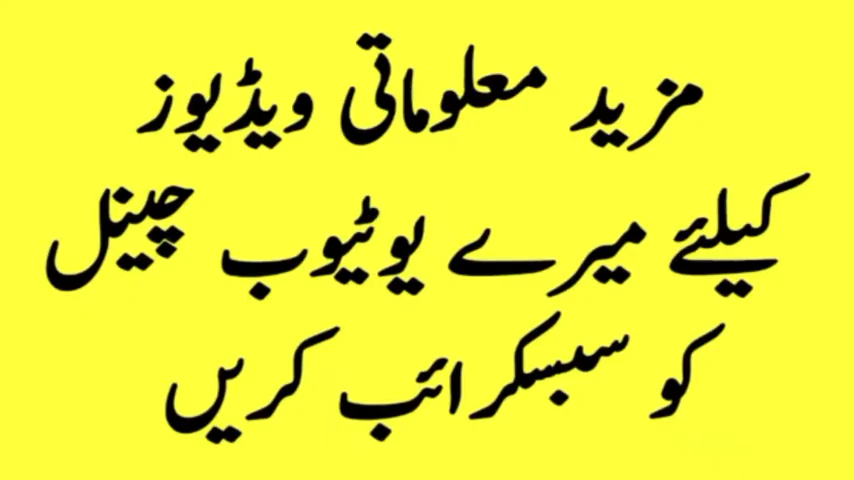 مزید معلوماتی ویڈیوز
کیلئے میرے یوٹیوب چینل
کو سبسکرائب کریں